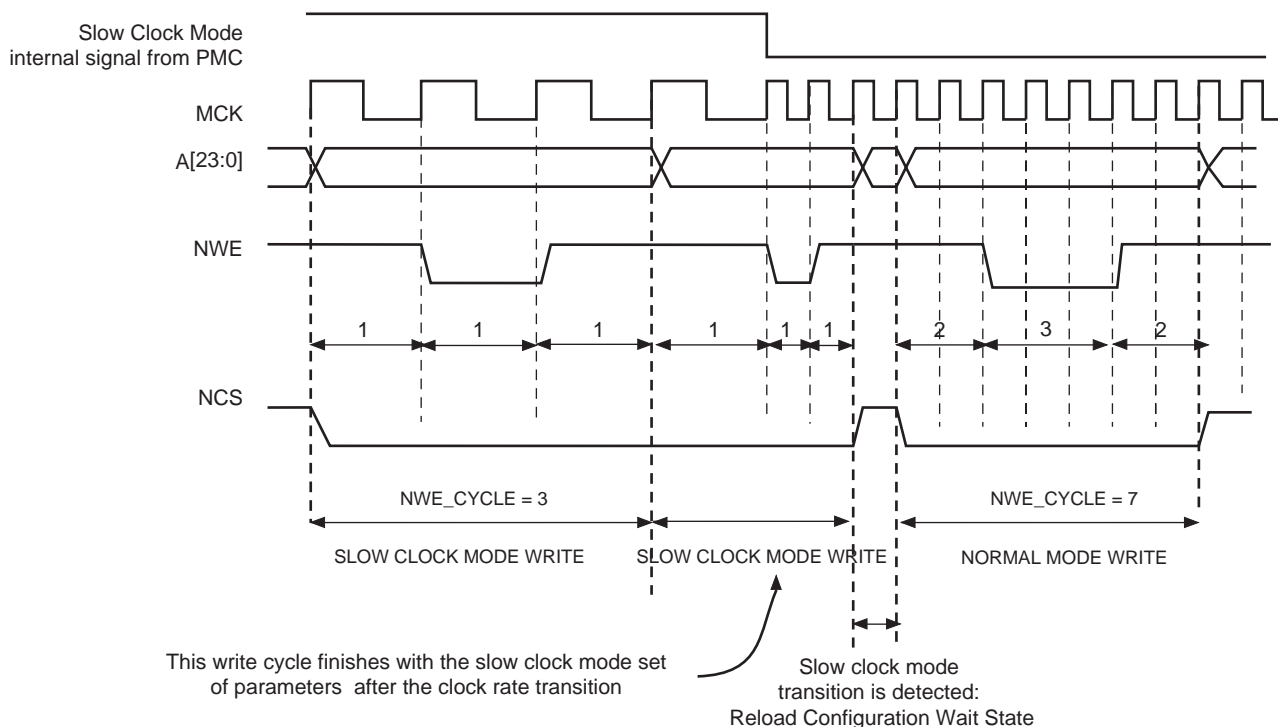 Slow Clock Mode
internal signal from PMC
MCK
A[23:0]
NWE
1 1 1 1 1 1 2 3 2
NCS
NWE_CYCLE = 3 NWE_CYCLE = 7
SLOW CLOCK MODE WRITE SLOW CLOCK MODE WRITE NORMAL MODE WRITE
This write cycle finishes with the slow clock mode set
of parameters after the clock rate transition
Slow clock mode
transition is detected:
Reload Configuration Wait State